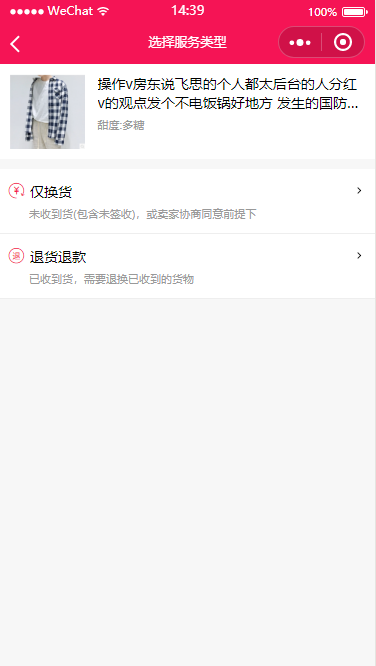 WeChat 14:39 100%
选择服务类型
操作v房东说飞思的个人都太后台的人分红
v的观点发个不电饭锅好地方 发生的国防...
甜度:多糖
仅换货
未收到货(包含未签收)，或卖家协商同意前提下
退货退款
已收到货，需要退换已收到的货物